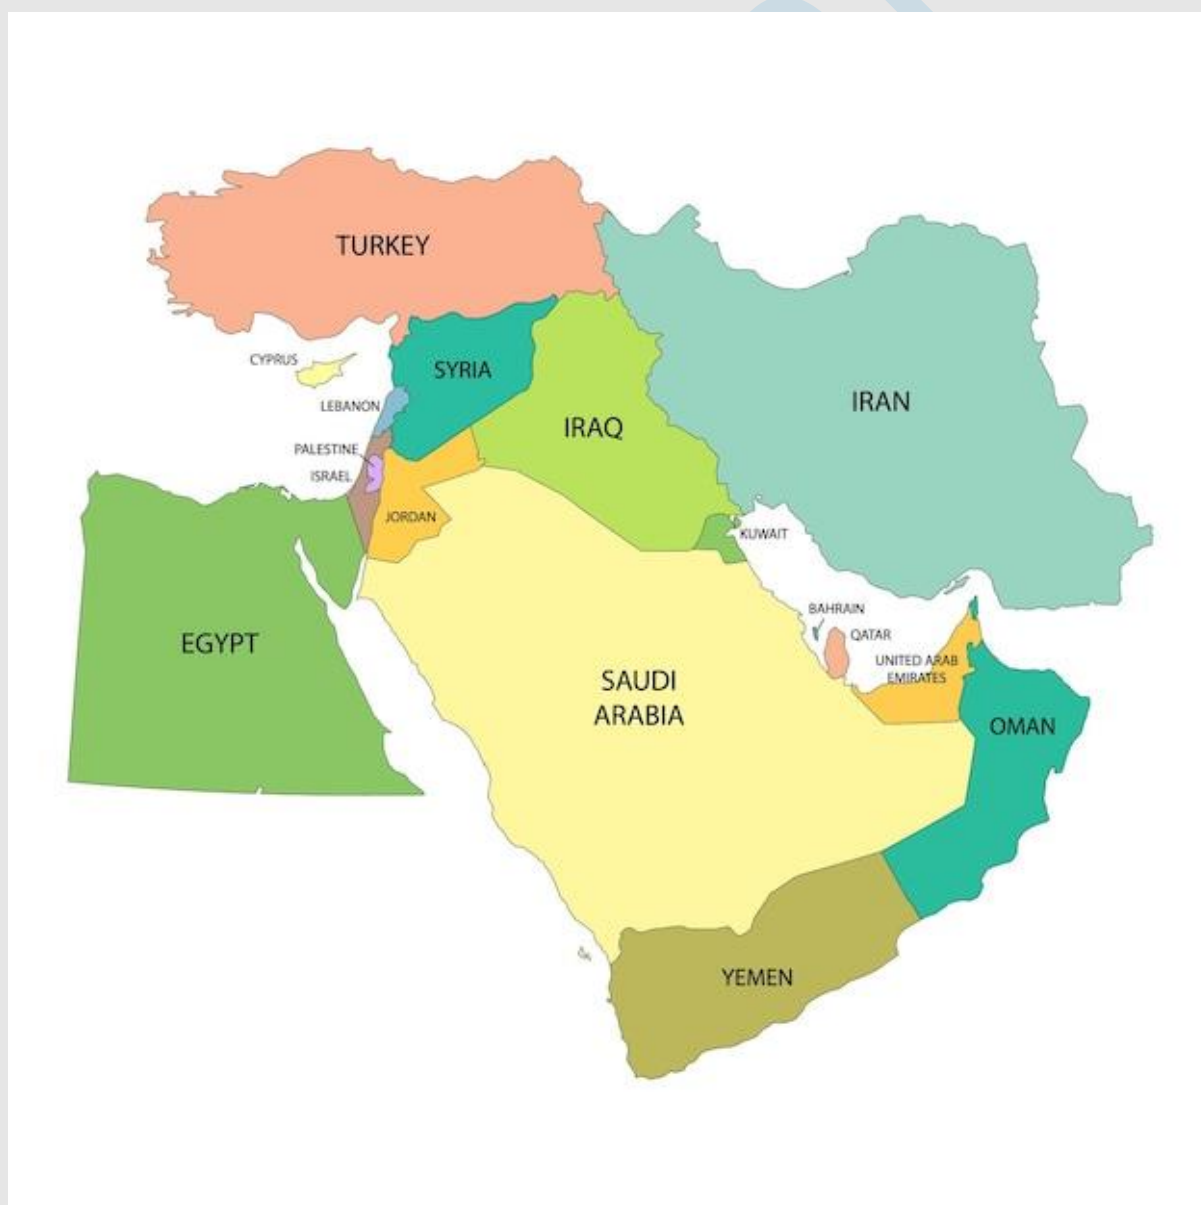 TURKEY
CYPRUS
SYRIA
LEBANON
IRAQ
IRAN
PALESTINE
ISRAEL
JORDAN
KUWAIT
BAHRAIN
QATAR
EGYPT
UNITED ARAB
EMIRATES
SAUDI
ARABIA
OMAN
YEMEN